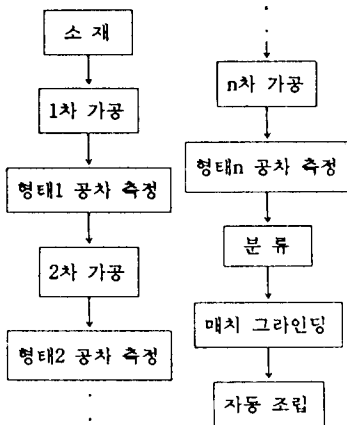 소 재
1차 가공
형태1 공차 측정
2차 가공
형태2 공차 측정
n차 가공
형태n 공차 측정
분 류
매치 그라인딩
자동 조립